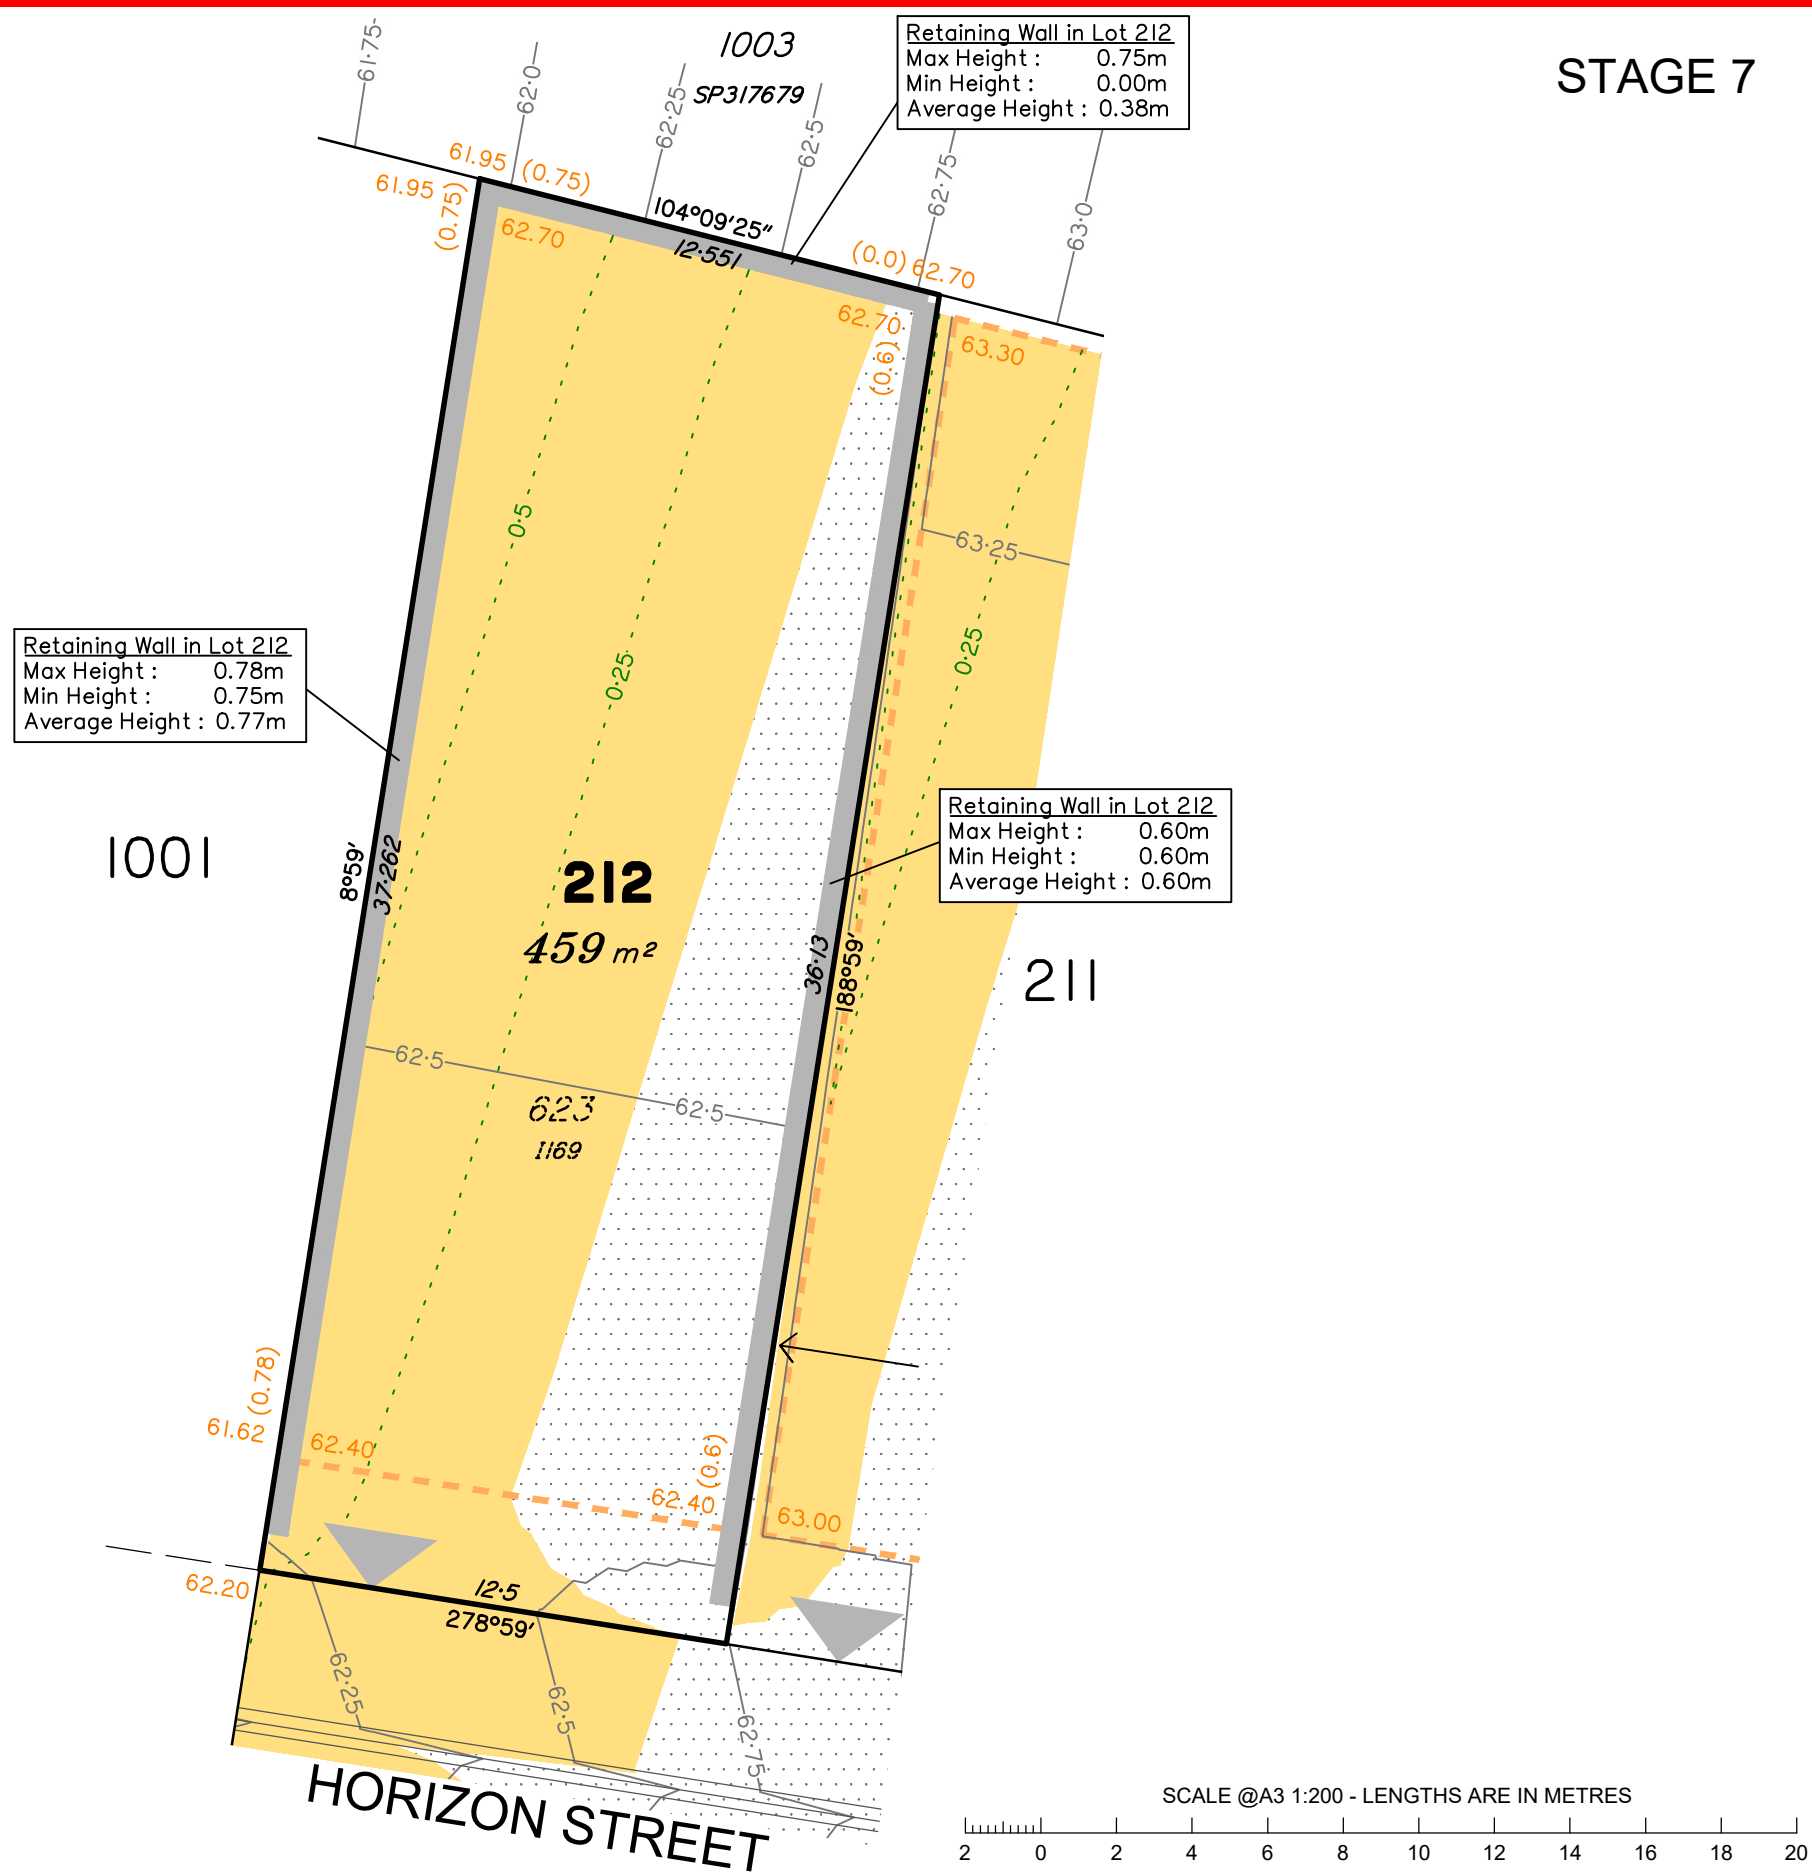 STAGE 7
1003
SP317679
Retaining Wall in Lot 212
Max Height : 0.75m
Min Height : 0.00m
Average Height : 0.38m
61·75
62·0
62·25
62·5
62·75
63·0
61.95 (0.75)
61.95
(0.75)
62.70
104°09'25"
12·551
(0.0) 62.70
62.70
(0.6)
63.30
63·25
0·5
0·25
0·25
Retaining Wall in Lot 212
Max Height : 0.78m
Min Height : 0.75m
Average Height : 0.77m
Retaining Wall in Lot 212
Max Height : 0.60m
Min Height : 0.60m
Average Height : 0.60m
1001
8°59'
37·262
212
459 m²
36·13
188°59'
211
62·5
62·5
623
1169
(0.78)
61.62
62.40
(0.6)
62.40
63.00
62.20
12·5
278°59'
62·25
62·5
62·75
HORIZON STREET
SCALE @A3 1:200 - LENGTHS ARE IN METRES
2 0 2 4 6 8 10 12 14 16 18 20